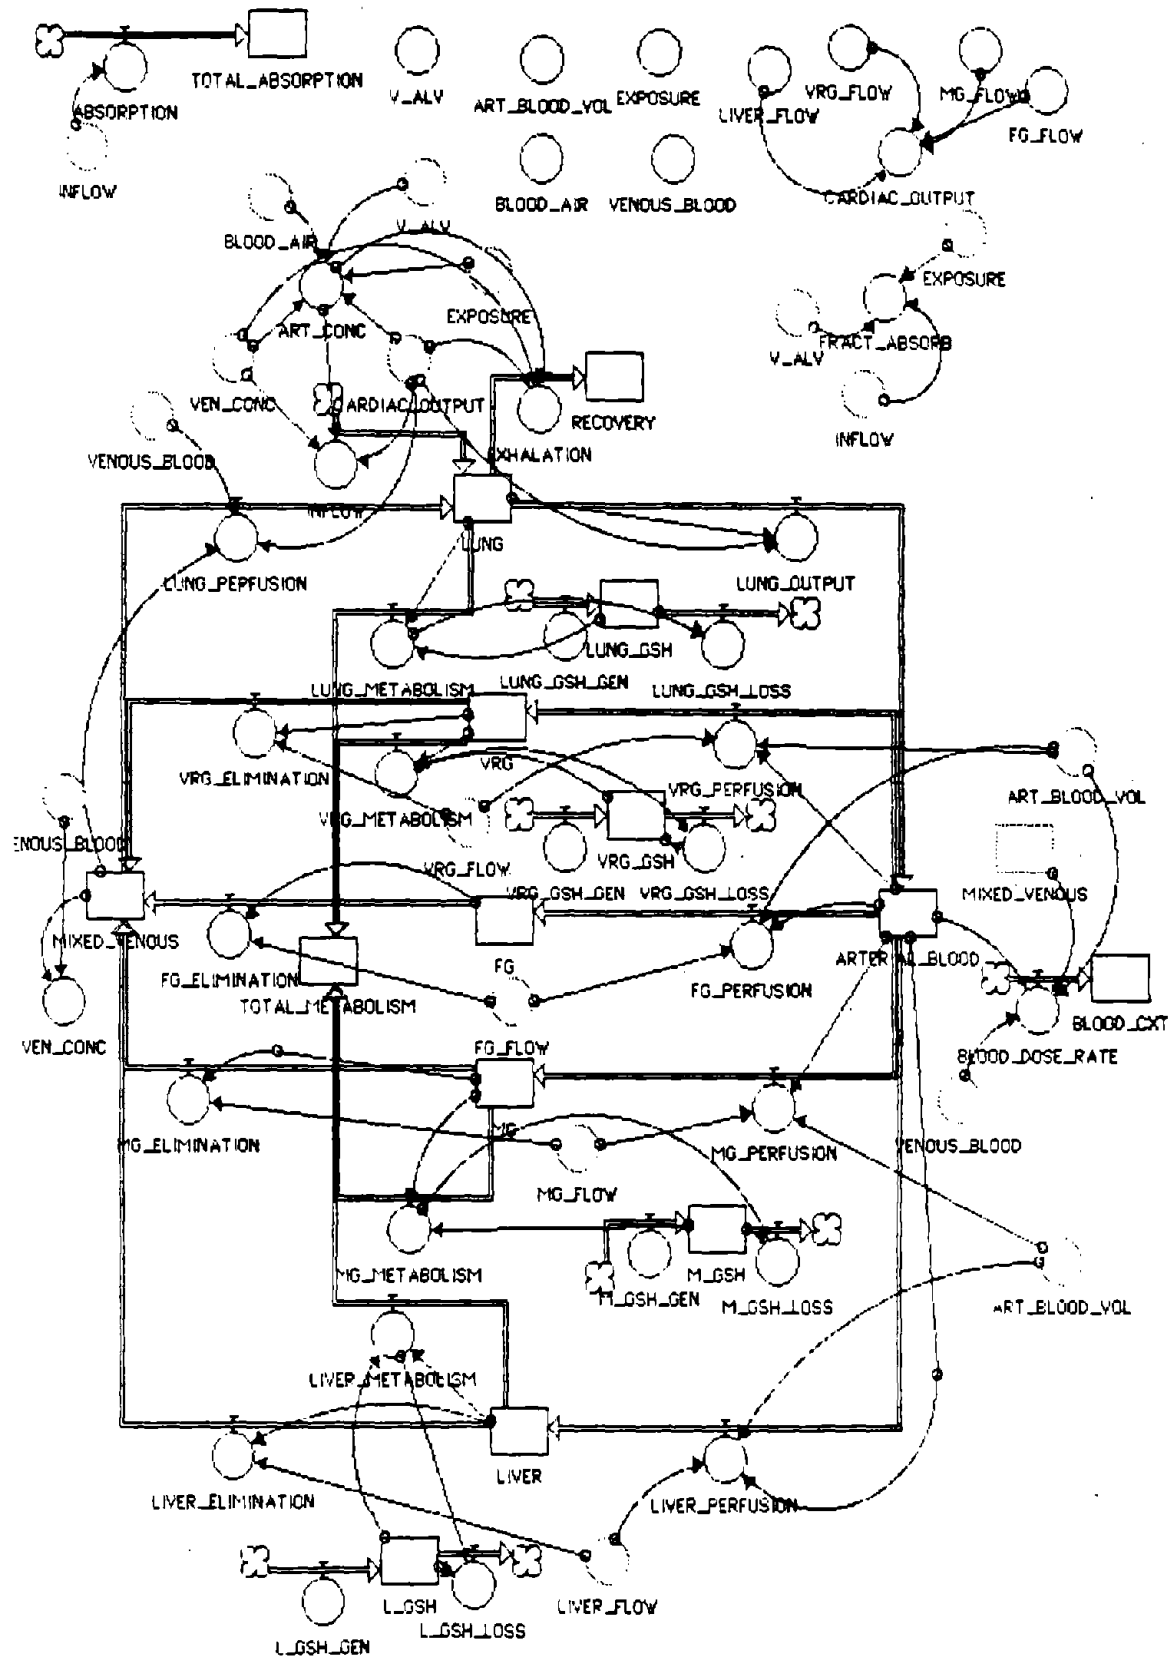 TOTAL_ABSORPTION
ABSORPTION
INFLOW
V_ALV
ART_BLOOD_VOL
EXPOSURE
LIVER_FLOW
VRG_FLOW
MG_FLOW
FG_FLOW
BLOOD_AIR
VENOUS_BLOOD
CARDIAC_OUTPUT
BLOOD_AIR
V_ALV
EXPOSURE
EXPOSURE
ART_CONC
V_ALV
FRACT_ABSORB
VEN_CONC
CARDIAC_OUTPUT
RECOVERY
INFLOW
VENOUS_BLOOD
EXHALATION
INFLOW
LUNG
LUNG_PERFUSION
LUNG_OUTPUT
LUNG_GSH
LUNG_METABOLISM
LUNG_GSH_GEN
LUNG_GSH_LOSS
VRG_ELIMINATION
VRG
VRG_PERFUSION
ART_BLOOD_VOL
VRG_METABOLISM
ENOUS_BLOOD
VRG_FLOW
VRG_GSH
VRG_GSH_GEN
VRG_GSH_LOSS
MIXED_VENOUS
MIXED_VENOUS
FG_ELIMINATION
FG
ARTERIAL_BLOOD
TOTAL_METABOLISM
FG_PERFUSION
BLOOD_CXT
VEN_CONC
FG_FLOW
BLOOD_DOSE_RATE
MG_ELIMINATION
MG
MG_PERFUSION
VENOUS_BLOOD
MG_FLOW
MG_METABOLISM
M_GSH
M_GSH_GEN
M_GSH_LOSS
ART_BLOOD_VOL
LIVER_METABOLISM
LIVER
LIVER_ELIMINATION
LIVER_PERFUSION
L_GSH
LIVER_FLOW
L_GSH_GEN
L_GSH_LOSS